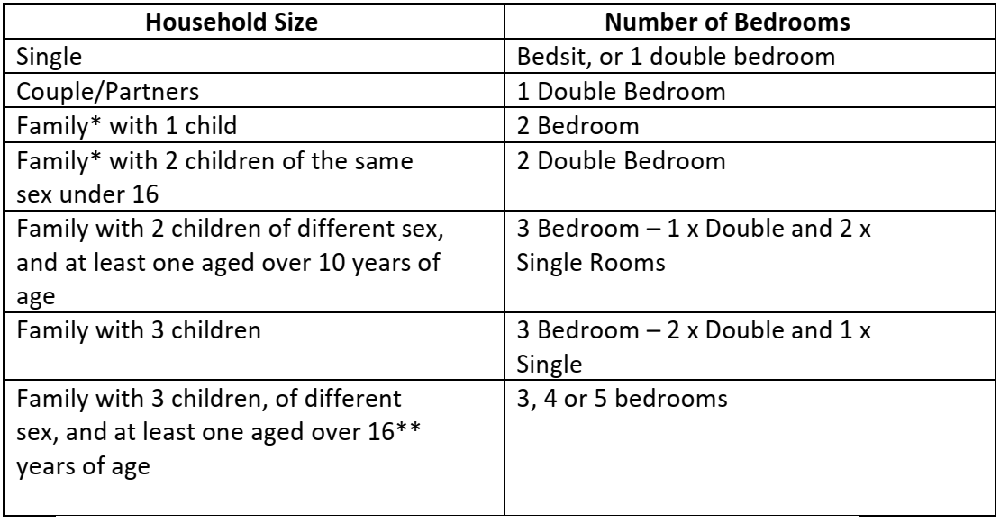 Household Size
Number of Bedrooms
Single
Bedsit, or 1 double bedroom
Couple/Partners
1 Double Bedroom
Family* with 1 child
2 Bedroom
Family* with 2 children of the same
sex under 16
2 Double Bedroom
Family with 2 children of different sex,
and at least one aged over 10 years of
age
3 Bedroom – 1 x Double and 2 x
Single Rooms
Family with 3 children
3 Bedroom – 2 x Double and 1 x
Single
Family with 3 children, of different
sex, and at least one aged over 16**
years of age
3, 4 or 5 bedrooms